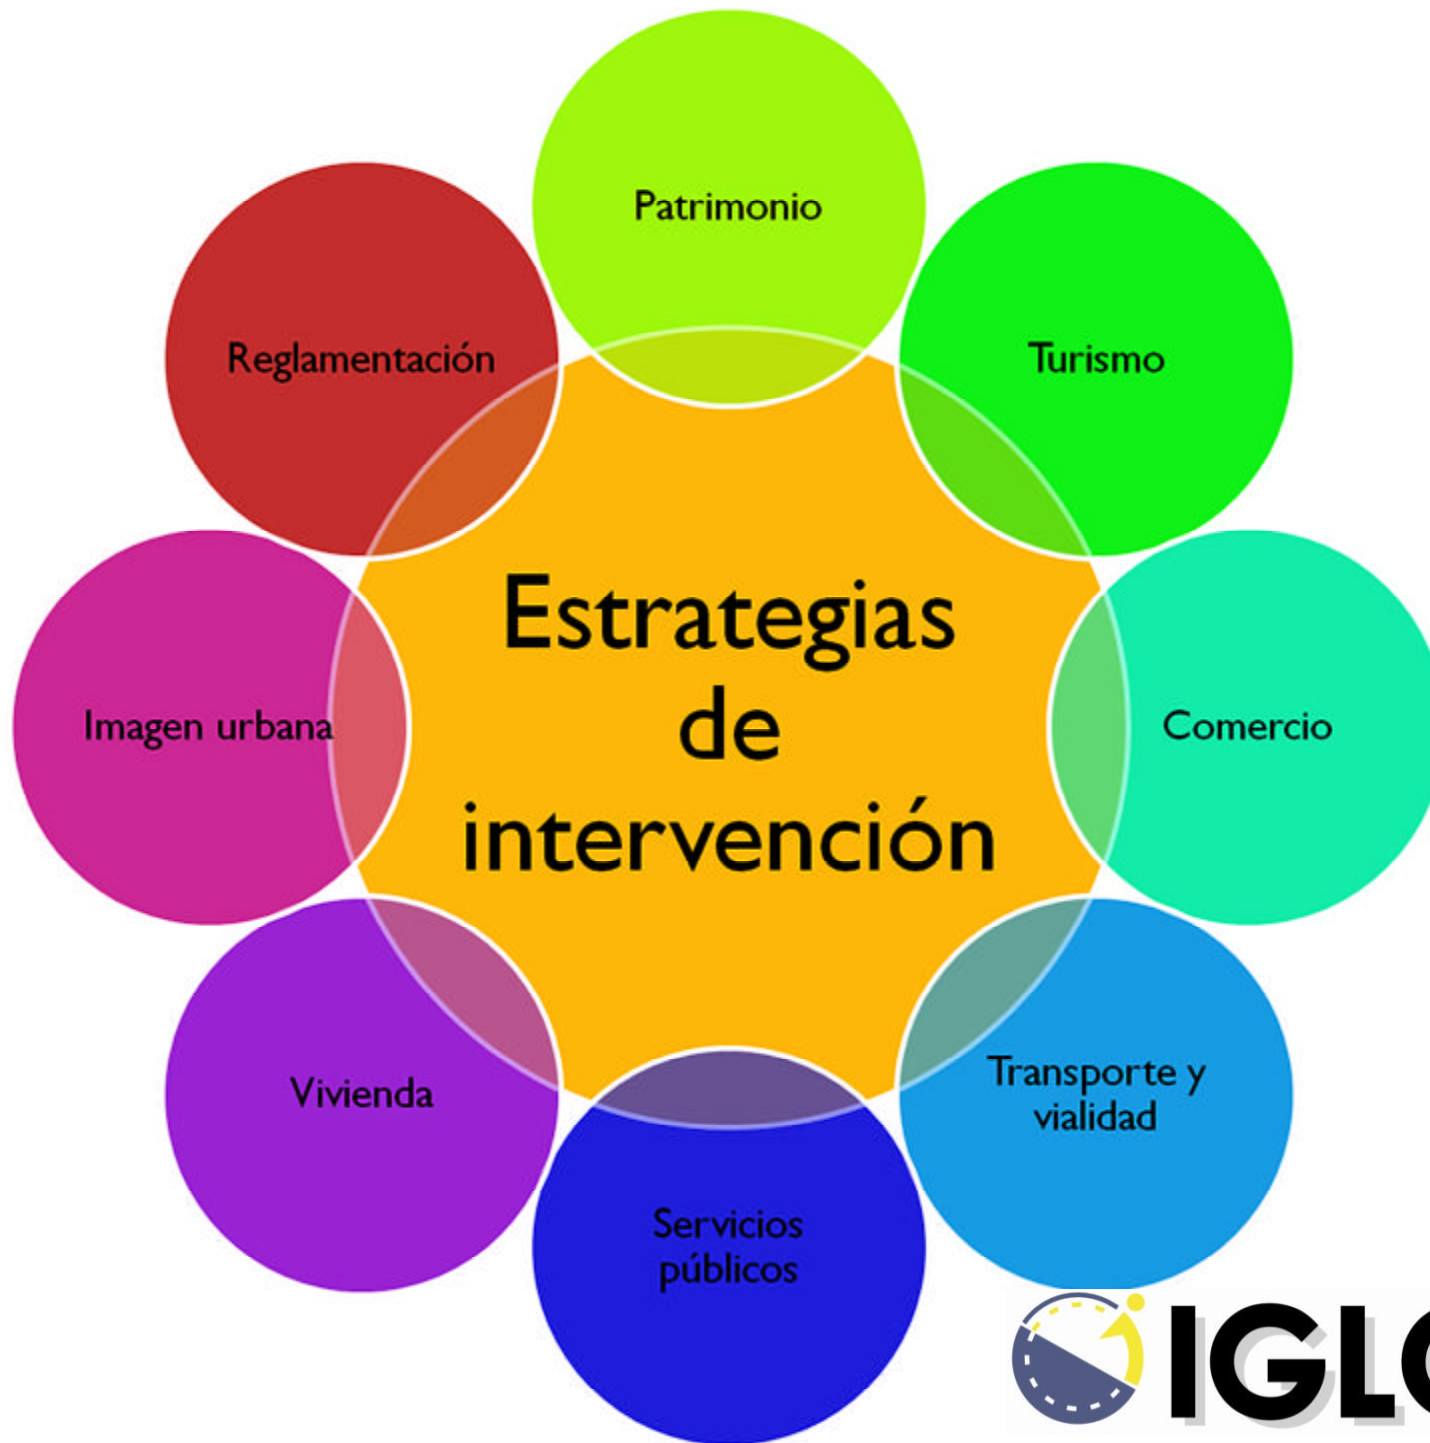 Patrimonio
Turismo
Comercio
Transporte y
vialidad
Servicios
públicos
Vivienda
Imagen urbana
Reglamentación
Estrategias
de
intervención